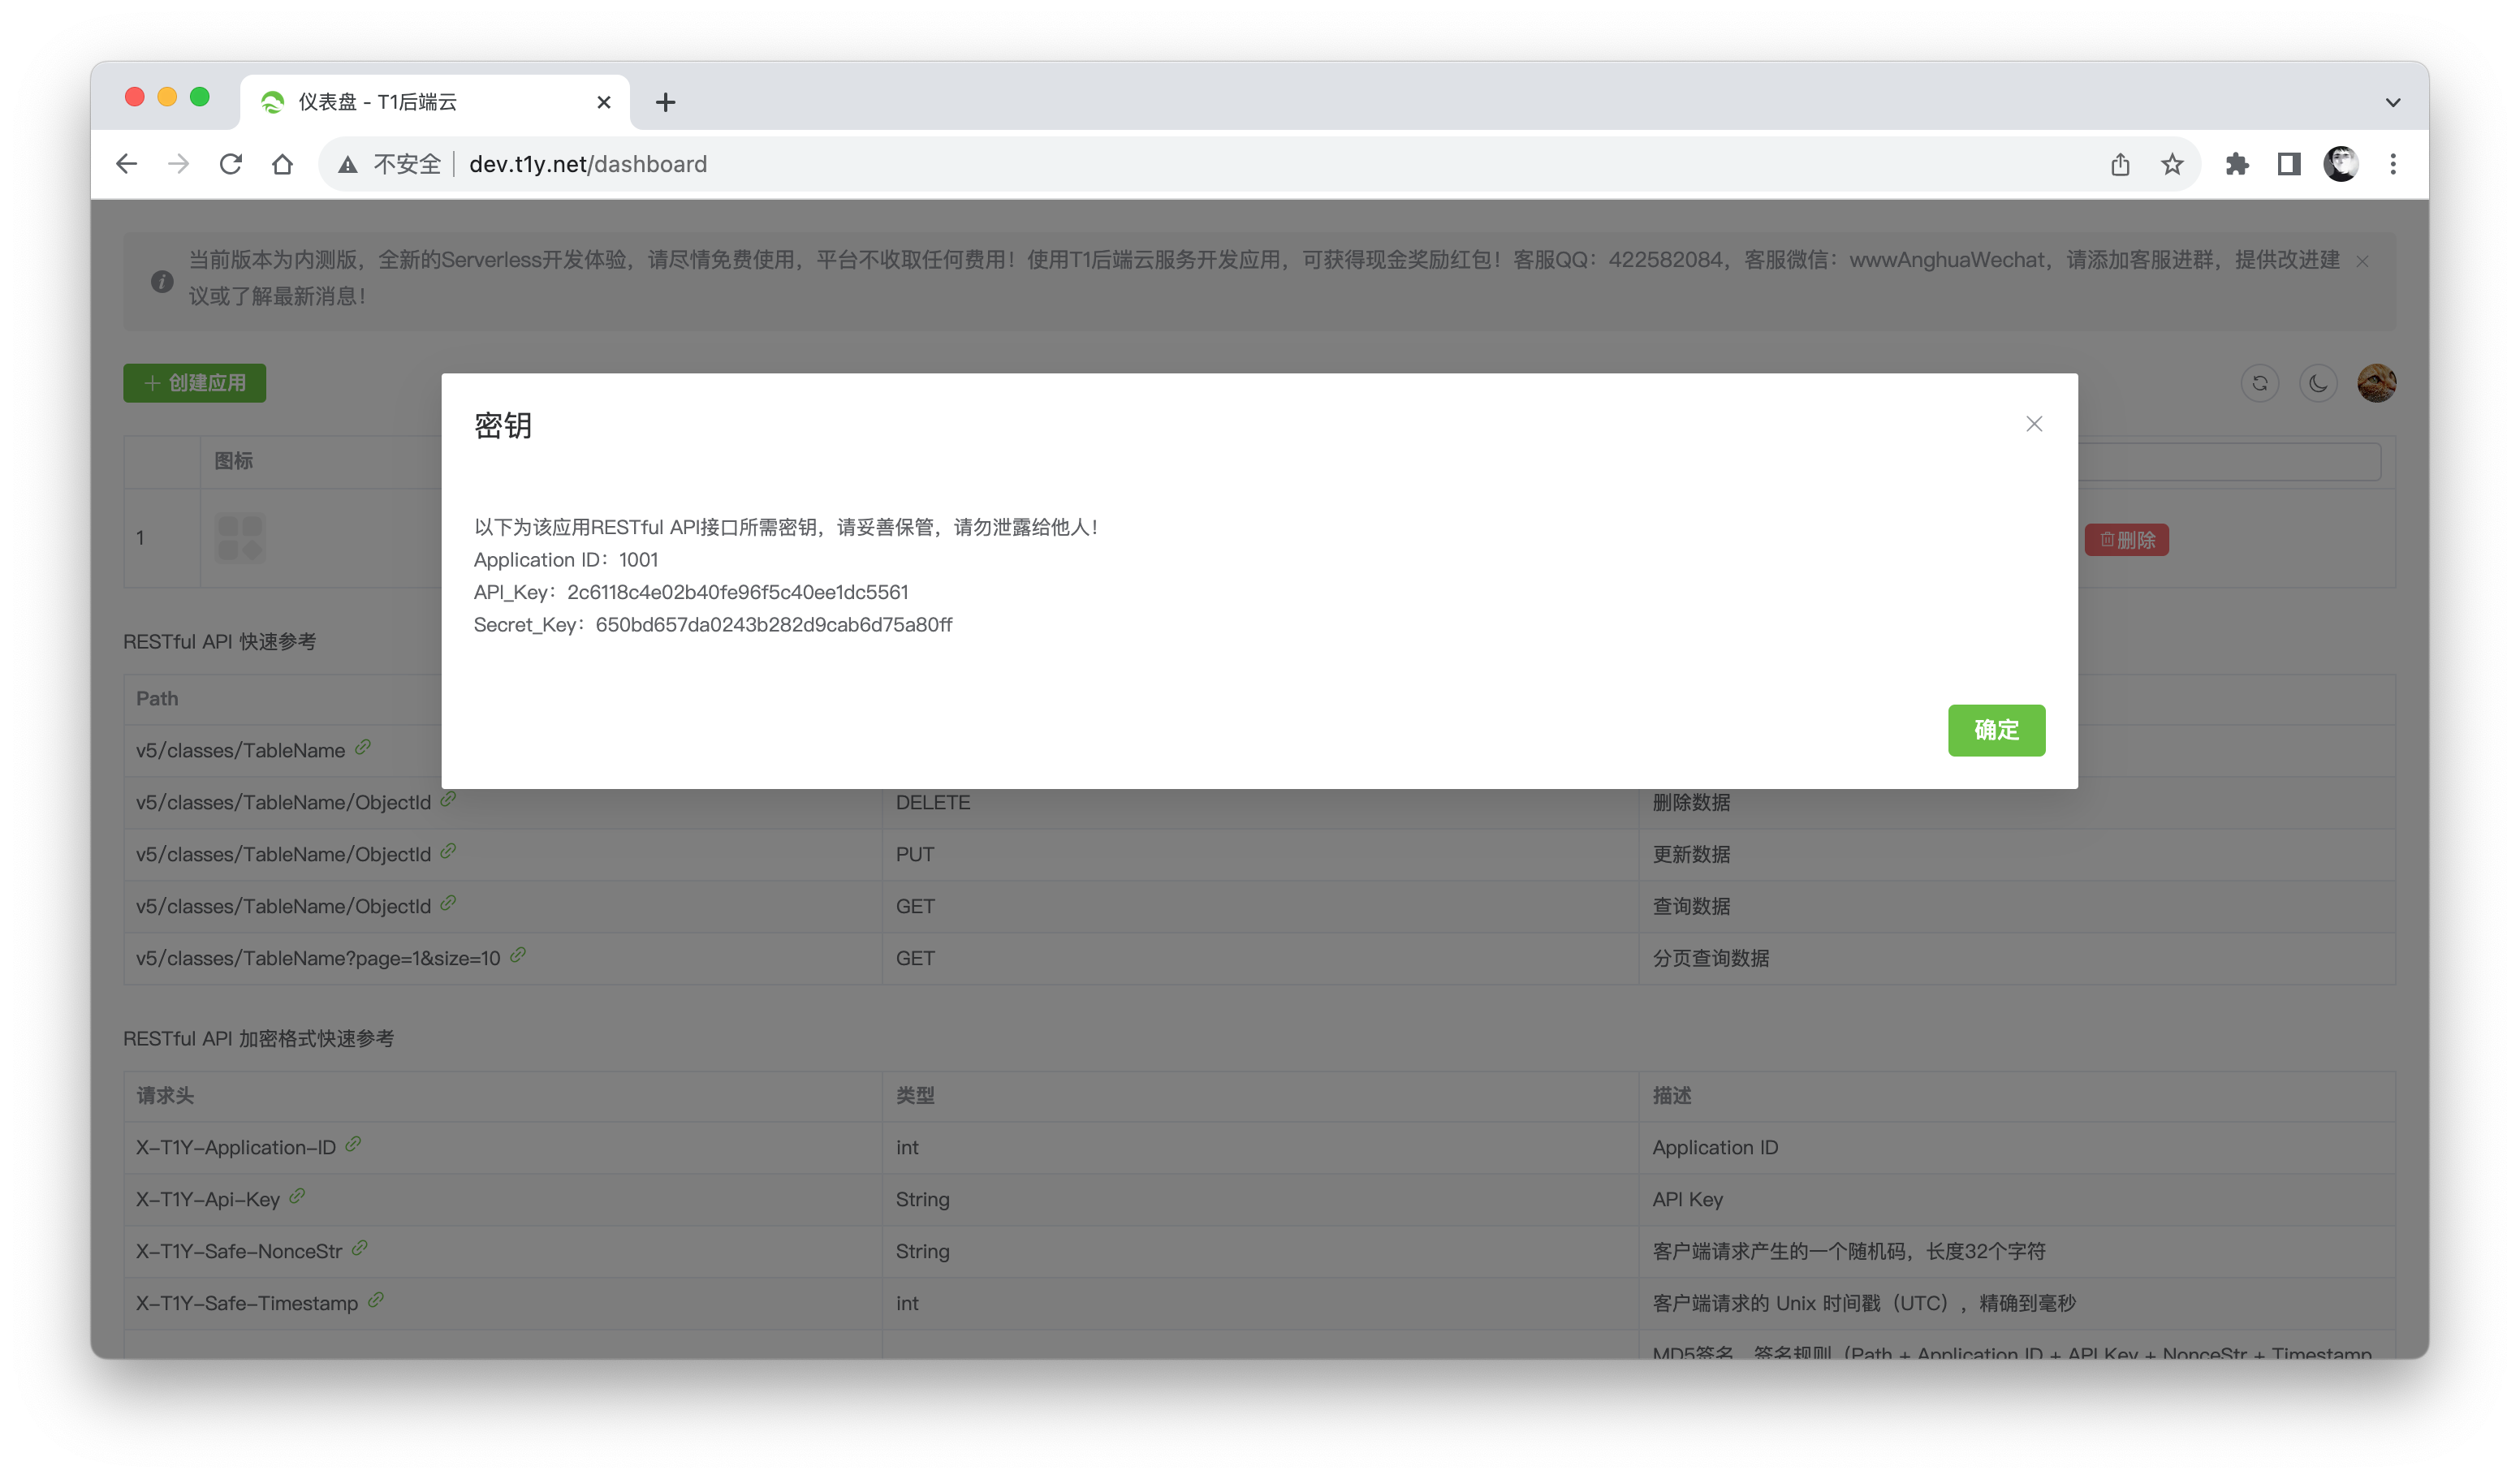 仪表盘 - T1后端云
不安全 dev.t1y.net/dashboard
当前版本为内测版，全新的Serverless开发体验，请尽情免费使用，平台不收取任何费用！使用T1后端云服务开发应用，可获得现金奖励红包！客服QQ：422582084，客服微信：wwwAnghuaWechat，请添加客服进群，提供改进建
议或了解最新消息！
创建应用
密钥
图标
以下为该应用RESTful API接口所需密钥，请妥善保管，请勿泄露给他人！
1
删除
Application ID：1001
API_Key：2c6118c4e02b40fe96f5c40ee1dc5561
Secret_Key：650bd657da0243b282d9cab6d75a80ff
确定
RESTful API 快速参考
Path
v5/classes/TableName
v5/classes/TableName/ObjectId DELETE 删除数据
v5/classes/TableName/ObjectId PUT 更新数据
v5/classes/TableName/ObjectId GET 查询数据
v5/classes/TableName?page=1&size=10 GET 分页查询数据
RESTful API 加密格式快速参考
请求头 类型 描述
X-T1Y-Application-ID int Application ID
X-T1Y-Api-Key String API Key
X-T1Y-Safe-NonceStr String 客户端请求产生的一个随机码，长度32个字符
X-T1Y-Safe-Timestamp int 客户端请求的 Unix 时间戳（UTC），精确到毫秒
MD5签名，签名规则（Path + Application ID + API Key + NonceStr + Timestamp